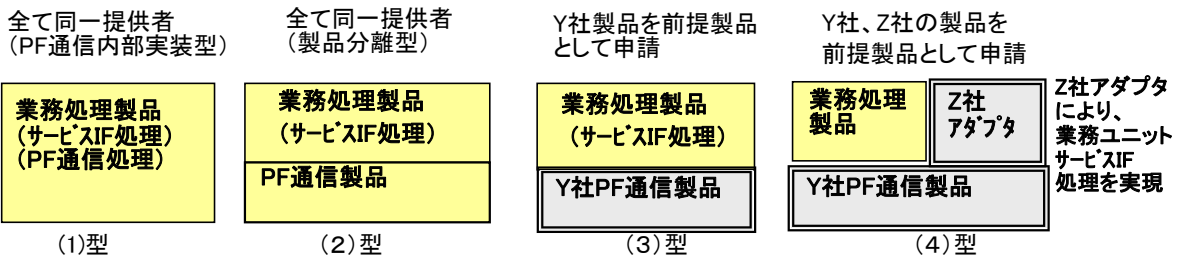 全て同一提供者
(PF通信内部実装型)
業務処理製品
(サービスIF処理)
(PF通信処理)
(1)型
全て同一提供者
(製品分離型)
業務処理製品
(サービスIF処理)
PF通信製品
(2)型
Y社製品を前提製品
として申請
業務処理製品
(サービスIF処理)
Y社PF通信製品
(3)型
Y社、Z社の製品を
前提製品として申請
業務処理
製品
Z社
アダプタ
Y社PF通信製品
Z社アダプタ
により、
業務ユニット
サービスIF
処理を実現
(4)型